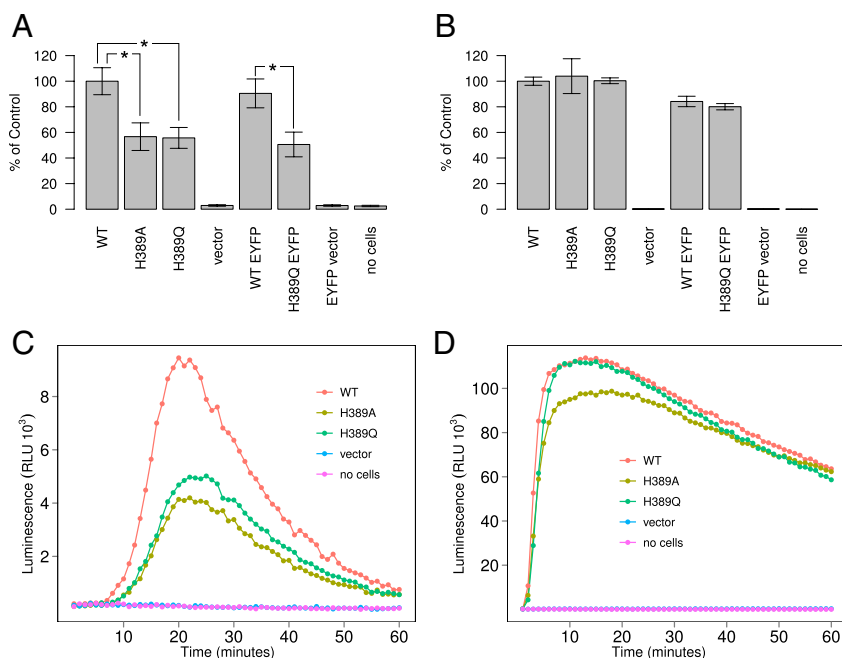 A
B
* *
*
120
100
80
60
40
20
0
% of Control
WT
H389A
H389Q
vector
WT EYFP
H389Q EYFP
EYFP vector
no cells
120
100
80
60
40
20
0
% of Control
WT
H389A
H389Q
vector
WT EYFP
H389Q EYFP
EYFP vector
no cells
C
8
6
4
2
Luminescence (RLU 10³)
WT
H389A
H389Q
vector
no cells
10 20 30 40 50 60
Time (minutes)
D
100
80
60
40
20
Luminescence (RLU 10³)
WT
H389A
H389Q
vector
no cells
10 20 30 40 50 60
Time (minutes)